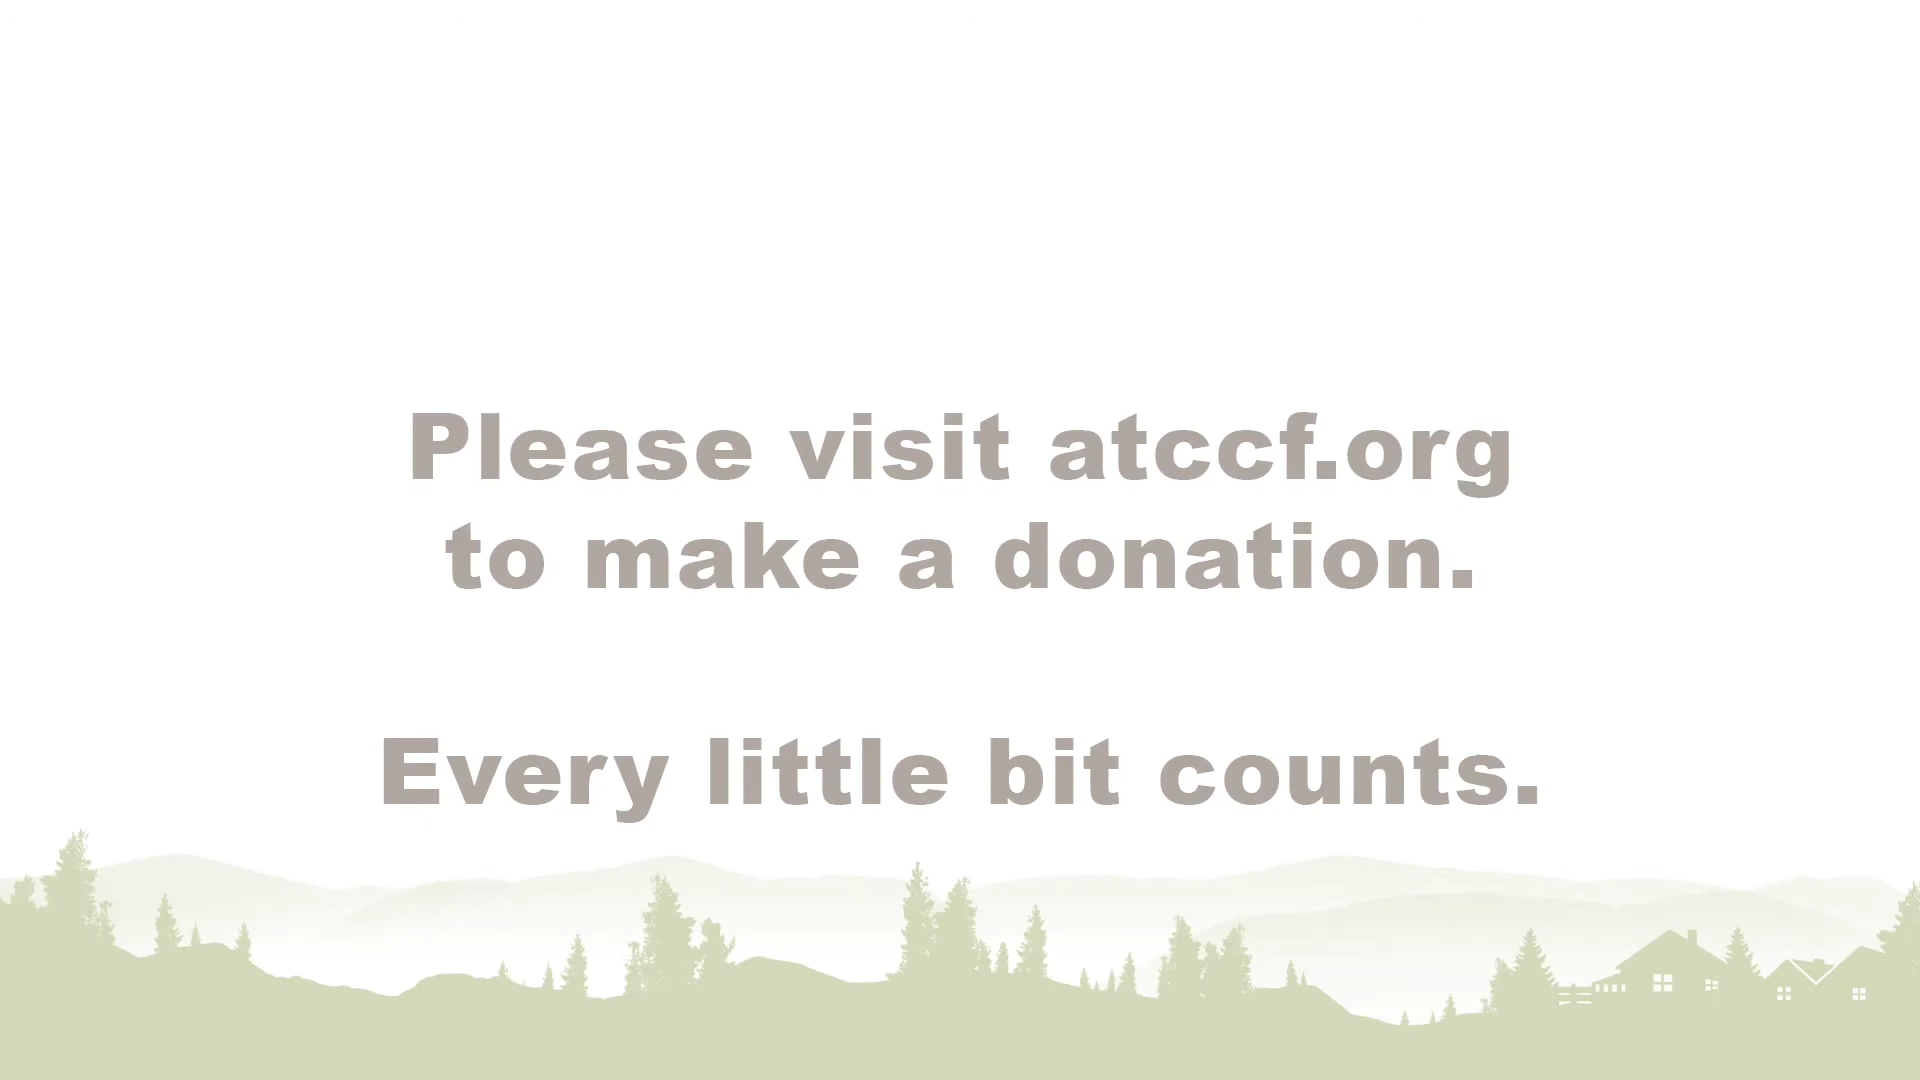 Please visit atccf.org
to make a donation.
Every little bit counts.